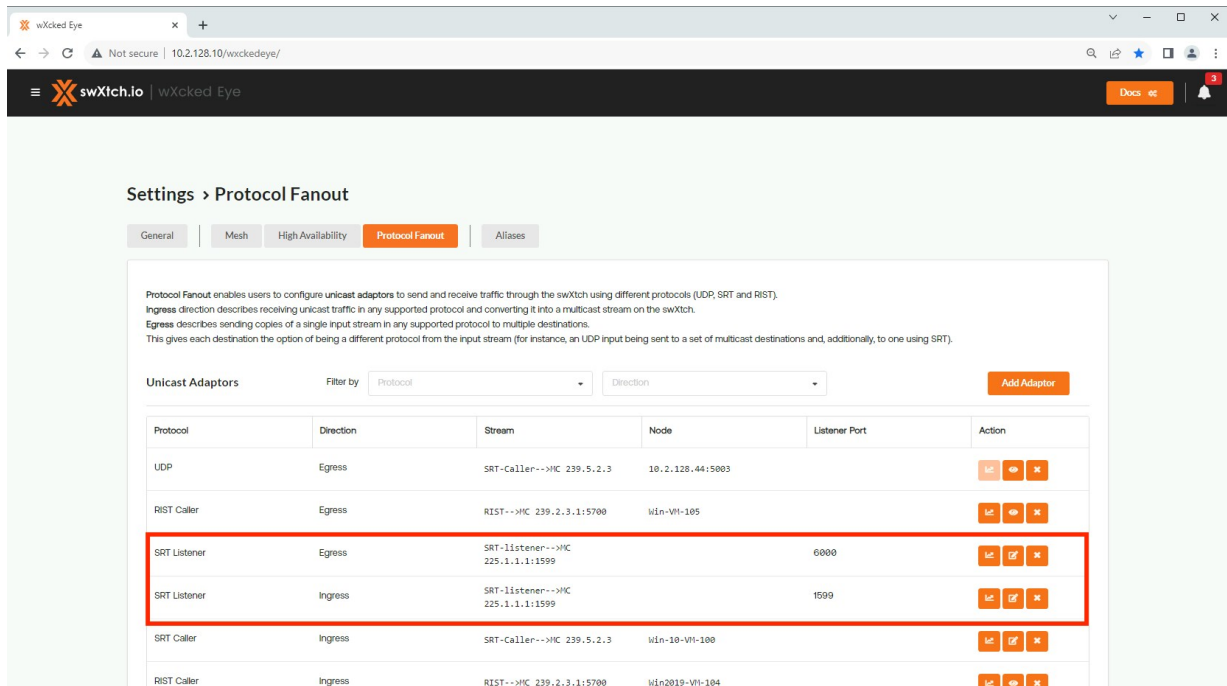 wXcked Eye
Not secure | 10.2.128.10/wxckedeye/
swXtch.io | wXcked Eye
Docs
3
Settings > Protocol Fanout
General
Mesh
High Availability
Protocol Fanout
Aliases
Protocol Fanout enables users to configure unicast adaptors to send and receive traffic through the swXtch using different protocols (UDP, SRT and RIST).
Ingress direction describes receiving unicast traffic in any supported protocol and converting it into a multicast stream on the swXtch.
Egress describes sending copies of a single input stream in any supported protocol to multiple destinations.
This gives each destination the option of being a different protocol from the input stream (for instance, an UDP input being sent to a set of multicast destinations and, additionally, to one using SRT).
Unicast Adaptors
Filter by
Protocol
Direction
Add Adaptor
Protocol Direction Stream Node Listener Port Action
UDP Egress SRT-Caller-->MC 239.5.2.3 10.2.128.44:5003
RIST Caller Egress RIST-->MC 239.2.3.1:5700 Win-VM-105
SRT Listener Egress SRT-listener-->MC 6000
225.1.1.1:1599
SRT Listener Ingress SRT-listener-->MC 1599
225.1.1.1:1599
SRT Caller Ingress SRT-Caller-->MC 239.5.2.3 Win-10-VM-100
RIST Caller Ingress RIST-->MC 239.2.3.1:5700 Win2019-VM-104